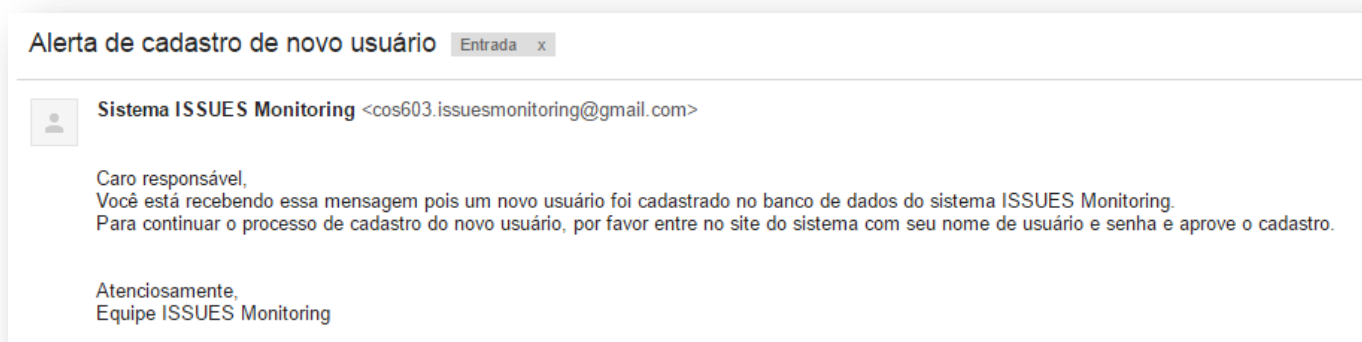 Alerta de cadastro de novo usuário Entrada x
Sistema ISSUES Monitoring <cos603.issuesmonitoring@gmail.com>
Caro responsável,
Você está recebendo essa mensagem pois um novo usuário foi cadastrado no banco de dados do sistema ISSUES Monitoring.
Para continuar o processo de cadastro do novo usuário, por favor entre no site do sistema com seu nome de usuário e senha e aprove o cadastro.
Atenciosamente,
Equipe ISSUES Monitoring